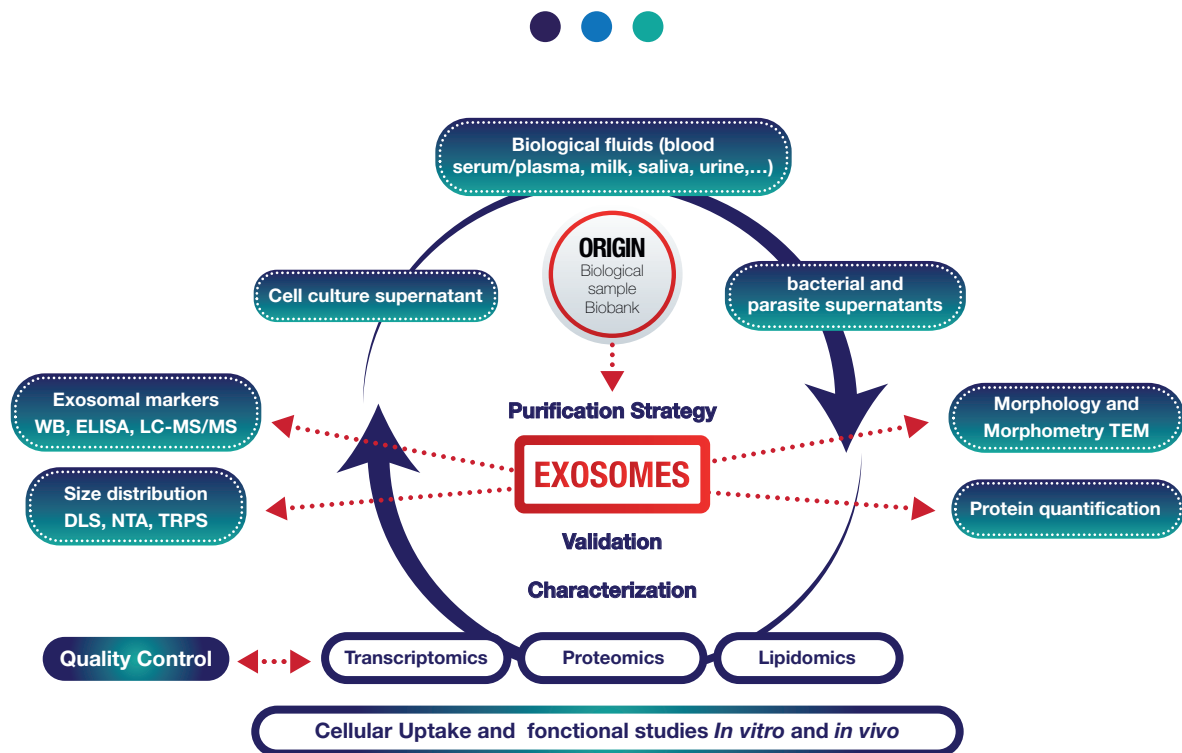 Biological fluids (blood
serum/plasma, milk, saliva, urine,...)
ORIGIN
Biological
sample
Biobank
Cell culture supernatant
bacterial and
parasite supernatants
Exosomal markers
WB, ELISA, LC-MS/MS
Purification Strategy
Morphology and
Morphometry TEM
EXOSOMES
Size distribution
DLS, NTA, TRPS
Protein quantification
Validation
Characterization
Quality Control
Transcriptomics
Proteomics
Lipidomics
Cellular Uptake and fonctional studies In vitro and in vivo